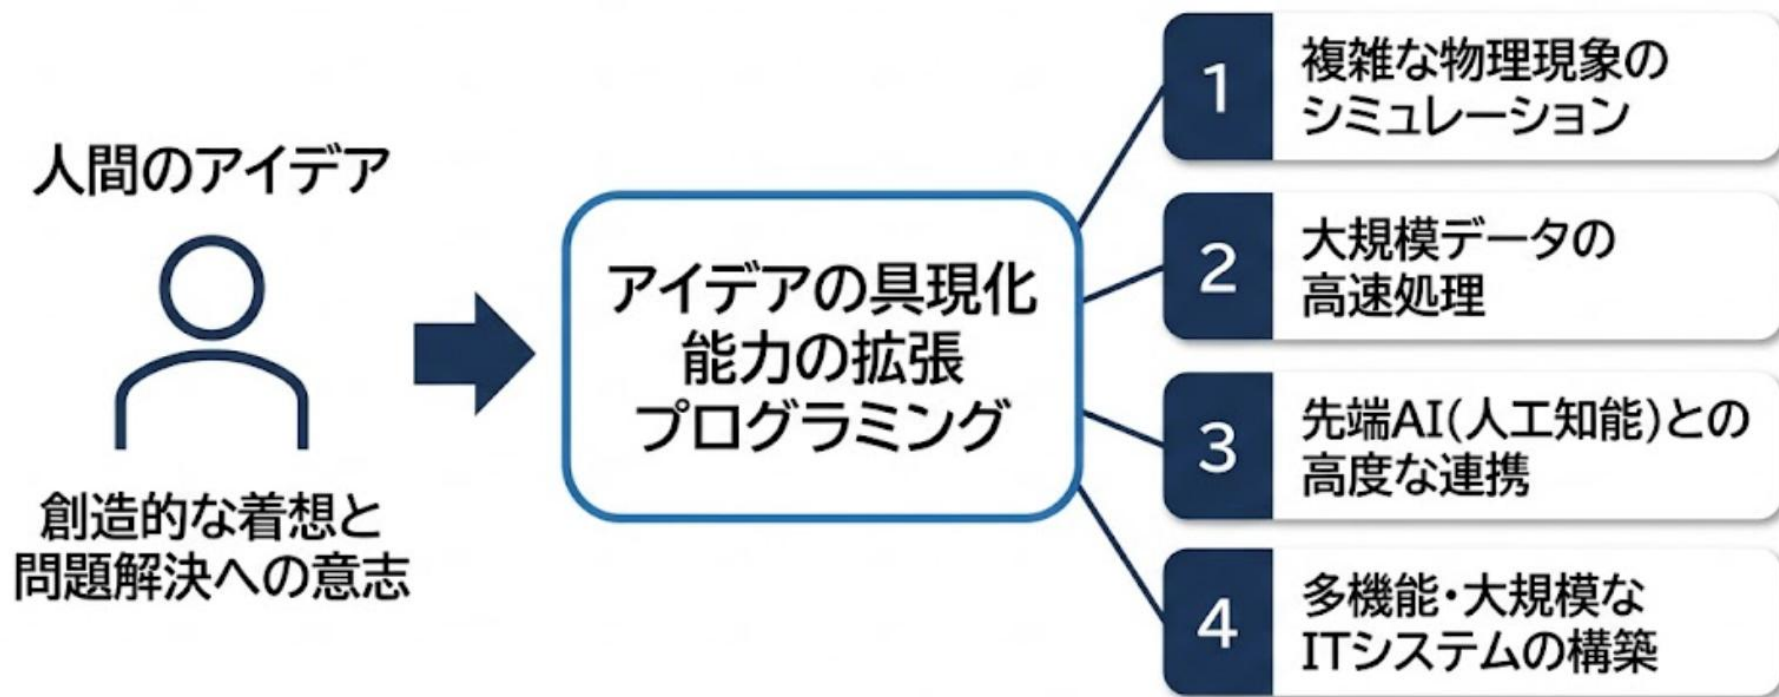 人間のアイデア
創造的な着想と
問題解決への意志
アイデアの具現化
能力の拡張
プログラミング
1
複雑な物理現象の
シミュレーション
2
大規模データの
高速処理
3
先端AI(人工知能)との
高度な連携
4
多機能・大規模な
ITシステムの構築